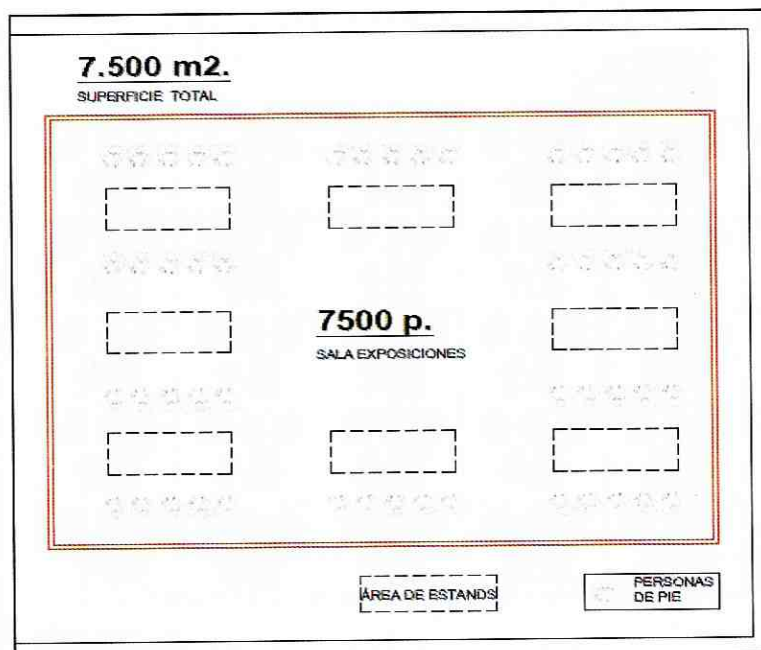 7.500 m2.
SUPERFICIE TOTAL
7500 p.
SALA EXPOSICIONES
ÁREA DE ESTANDS
PERSONAS
DE PIE